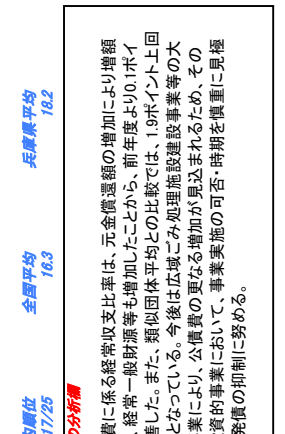 内順位
17/25
全国平均
16.3
兵庫県平均
18.2
の分析欄
費に係る経常収支比率は、元金償還額の増加により増額
、経常一般財源等も増加したことから、前年度より0.1ポイ
善した。また、類似団体平均との比較では、1.9ポイント上回
となっている。今後は広域ごみ処理施設建設事業等の大
業により、公債費の更なる増加が見込まれるため、その
資的事業において、事業実施の可否・時期を慎重に見極
発債の抑制に努める。